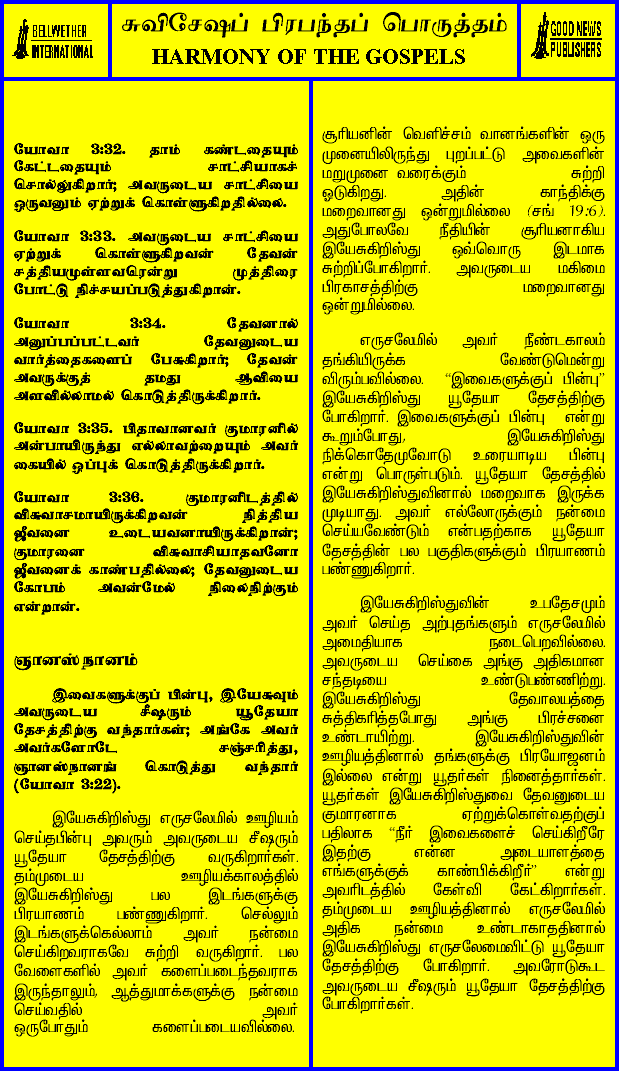 BELLWETHER
INTERNATIONAL
சுவிசேஷப் பிரபந்தப் பொருத்தம்
HARMONY OF THE GOSPELS
GOOD NEWS
PUBLISHERS
யோவா 3:32. தாம் கண்டதையும்
கேட்டதையும் சாட்சியாகச்
சொல்லுகிறார்; அவருடைய சாட்சியை
ஒருவனும் ஏற்றுக் கொள்ளுகிறதில்லை.
யோவா 3:33. அவருடைய சாட்சியை
ஏற்றுக் கொள்ளுகிறவன் தேவன்
சத்தியமுள்ளவரென்று முத்திரை
போட்டு நிச்சயப்படுத்துகிறான்.
யோவா 3:34. தேவனால்
அனுப்பப்பட்டவர் தேவனுடைய
வார்த்தைகளைப் பேசுகிறார்; தேவன்
அவருக்குத் தமது ஆவியை
அளவில்லாமல் கொடுத்திருக்கிறார்.
யோவா 3:35. பிதாவானவர் குமாரனில்
அன்பாயிருந்து எல்லாவற்றையும் அவர்
கையில் ஒப்புக் கொடுத்திருக்கிறார்.
யோவா 3:36. குமாரனிடத்தில்
விசுவாசமாயிருக்கிறவன் நித்திய
ஜீவனை உடையவனாயிருக்கிறான்;
குமாரனை விசுவாசியாதவனோ
ஜீவனைக் காண்பதில்லை; தேவனுடைய
கோபம் அவன்மேல் நிலைநிற்கும்
என்றான்.
ஞானஸ்நானம்
இவைகளுக்குப் பின்பு, இயேசுவும்
அவருடைய சீஷரும் யூதேயா
தேசத்திற்கு வந்தார்கள்; அங்கே அவர்
அவர்களோடே சஞ்சரித்து,
ஞானஸ்நானங் கொடுத்து வந்தார்
(யோவா 3:22).
இயேசுகிறிஸ்து எருசலேமில் ஊழியம்
செய்தபின்பு அவரும் அவருடைய சீஷரும்
யூதேயா தேசத்திற்கு வருகிறார்கள்.
தம்முடைய ஊழியக்காலத்தில்
இயேசுகிறிஸ்து பல இடங்களுக்கு
பிரயாணம் பண்ணுகிறார். செல்லும்
இடங்களுக்கெல்லாம் அவர் நன்மை
செய்கிறவராகவே சுற்றி வருகிறார். பல
வேளைகளில் அவர் களைப்படைந்தவராக
இருந்தாலும், ஆத்துமாக்களுக்கு நன்மை
செய்வதில் அவர்
ஒருபோதும் களைப்படையவில்லை.
சூரியனின் வெளிச்சம் வானங்களின் ஒரு
முனையிலிருந்து புறப்பட்டு அவைகளின்
மறுமுனை வரைக்கும் சுற்றி
ஓடுகிறது. அதின் காந்திக்கு
மறைவானது ஒன்றுமில்லை (சங் 19:6).
அதுபோலவே நீதியின் சூரியனாகிய
இயேசுகிறிஸ்து ஒவ்வொரு இடமாக
சுற்றிப்போகிறார். அவருடைய மகிமை
பிரகாசத்திற்கு மறைவானது
ஒன்றுமில்லை.
எருசலேமில் அவர் நீண்டகாலம்
தங்கியிருக்க வேண்டுமென்று
விரும்பவில்லை. “இவைகளுக்குப் பின்பு”
இயேசுகிறிஸ்து யூதேயா தேசத்திற்கு
போகிறார். இவைகளுக்குப் பின்பு என்று
கூறும்போது, இயேசுகிறிஸ்து
நிக்கொதேமுவோடு உரையாடிய பின்பு
என்று பொருள்படும். யூதேயா தேசத்தில்
இயேசுகிறிஸ்துவினால் மறைவாக இருக்க
முடியாது. அவர் எல்லோருக்கும் நன்மை
செய்யவேண்டும் என்பதற்காக யூதேயா
தேசத்தின் பல பகுதிகளுக்கும் பிரயாணம்
பண்ணுகிறார்.
இயேசுகிறிஸ்துவின் உபதேசமும்
அவர் செய்த அற்புதங்களும் எருசலேமில்
அமைதியாக நடைபெறவில்லை.
அவருடைய செய்கை அங்கு அதிகமான
சந்தடியை உண்டுபண்ணிற்று.
இயேசுகிறிஸ்து தேவாலயத்தை
சுத்திகரித்தபோது அங்கு பிரச்சனை
உண்டாயிற்று. இயேசுகிறிஸ்துவின்
ஊழியத்தினால் தங்களுக்கு பிரயோஜனம்
இல்லை என்று யூதர்கள் நினைத்தார்கள்.
யூதர்கள் இயேசுகிறிஸ்துவை தேவனுடைய
குமாரனாக ஏற்றுக்கொள்வதற்குப்
பதிலாக “நீர் இவைகளைச் செய்கிறீரே
இதற்கு என்ன அடையாளத்தை
எங்களுக்குக் காண்பிக்கிறீர்” என்று
அவரிடத்தில் கேள்வி கேட்கிறார்கள்.
தம்முடைய ஊழியத்தினால் எருசலேமில்
அதிக நன்மை உண்டாகாததினால்
இயேசுகிறிஸ்து எருசலேமைவிட்டு யூதேயா
தேசத்திற்கு போகிறார். அவரோடுகூட
அவருடைய சீஷரும் யூதேயா தேசத்திற்கு
போகிறார்கள்.